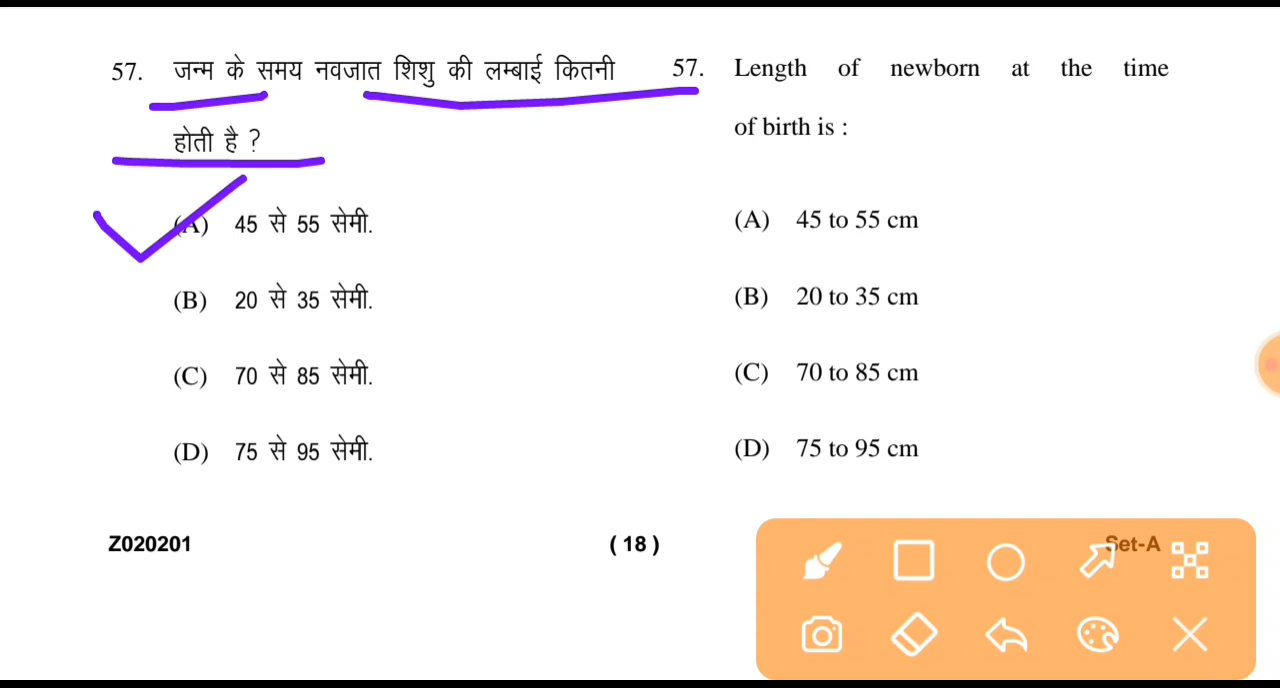 57. जन्म के समय नवजात शिशु की लम्बाई कितनी
होती है ?
(A) 45 से 55 सेमी.
(B) 20 से 35 सेमी.
(C) 70 से 85 सेमी.
(D) 75 से 95 सेमी.
57. Length of newborn at the time
of birth is :
(A) 45 to 55 cm
(B) 20 to 35 cm
(C) 70 to 85 cm
(D) 75 to 95 cm
Z020201 ( 18 ) Set-A